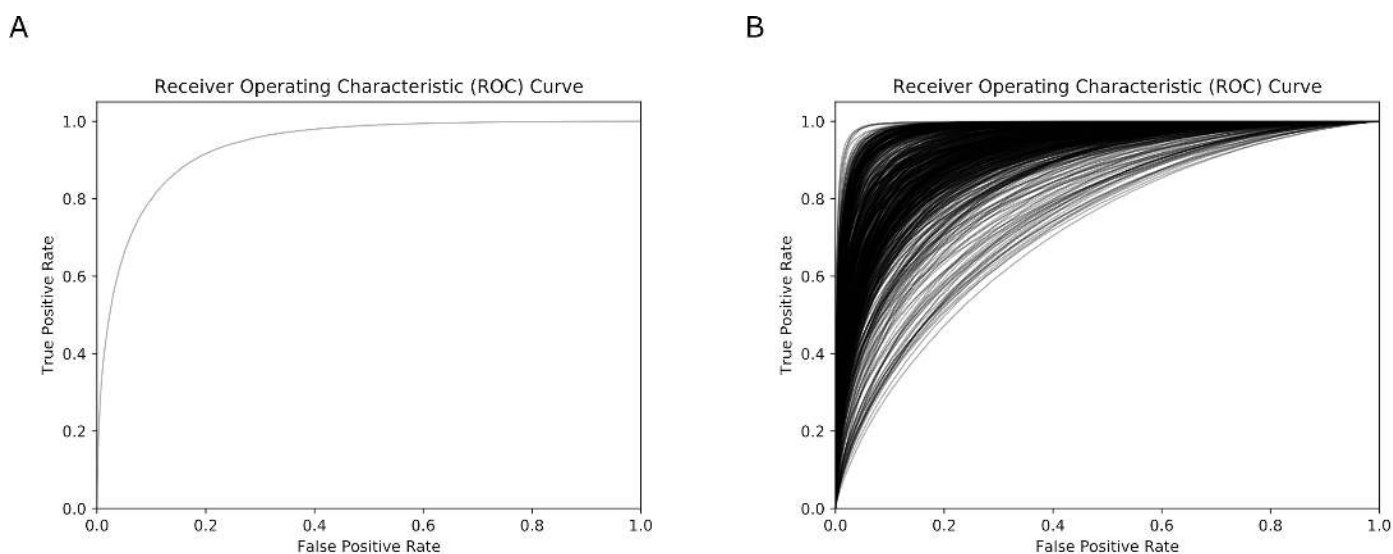 A
B
Receiver Operating Characteristic (ROC) Curve
1.0
0.8
0.6
0.4
0.2
0.0
True Positive Rate
0.0 0.2 0.4 0.6 0.8 1.0
False Positive Rate
Receiver Operating Characteristic (ROC) Curve
1.0
0.8
0.6
0.4
0.2
0.0
True Positive Rate
0.0 0.2 0.4 0.6 0.8 1.0
False Positive Rate